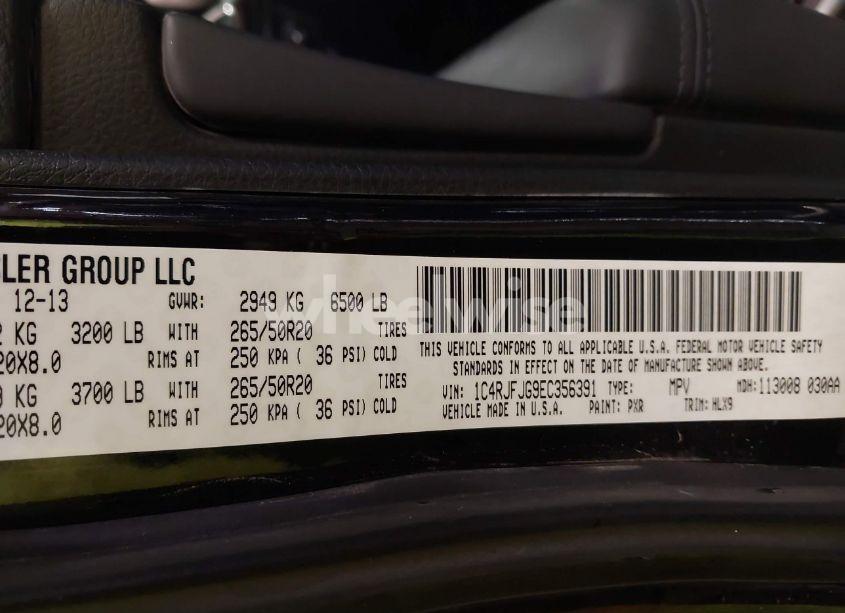 LER GROUP LLC
12-13 GVWR: 2949 KG 6500 LB
KG 3200 LB WITH 265/50R20 TIRES
20X8.0 RIMS AT 250 KPA ( 36 PSI) COLD
KG 3700 LB WITH 265/50R20 TIRES
20X8.0 RIMS AT 250 KPA ( 36 PSI) COLD
THIS VEHICLE CONFORMS TO ALL APPLICABLE U.S.A. FEDERAL MOTOR VEHICLE SAFETY
STANDARDS IN EFFECT ON THE DATE OF MANUFACTURE SHOWN ABOVE.
VIN: 1C4RJFJG9EC356391 TYPE: MPV MDH: 113008 030AA
VEHICLE MADE IN U.S.A. PAINT: PXR TRIM: HLX9
wheelwise